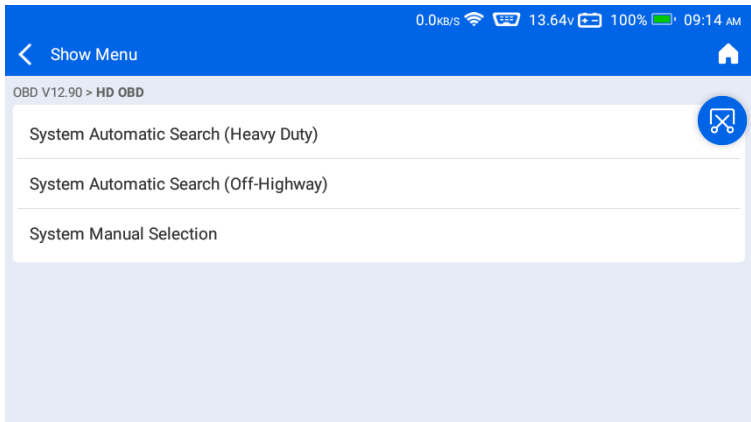 0.0KB/S 13.64V 100% 09:14 AM
Show Menu
OBD V12.90 > HD OBD
System Automatic Search (Heavy Duty)
System Automatic Search (Off-Highway)
System Manual Selection